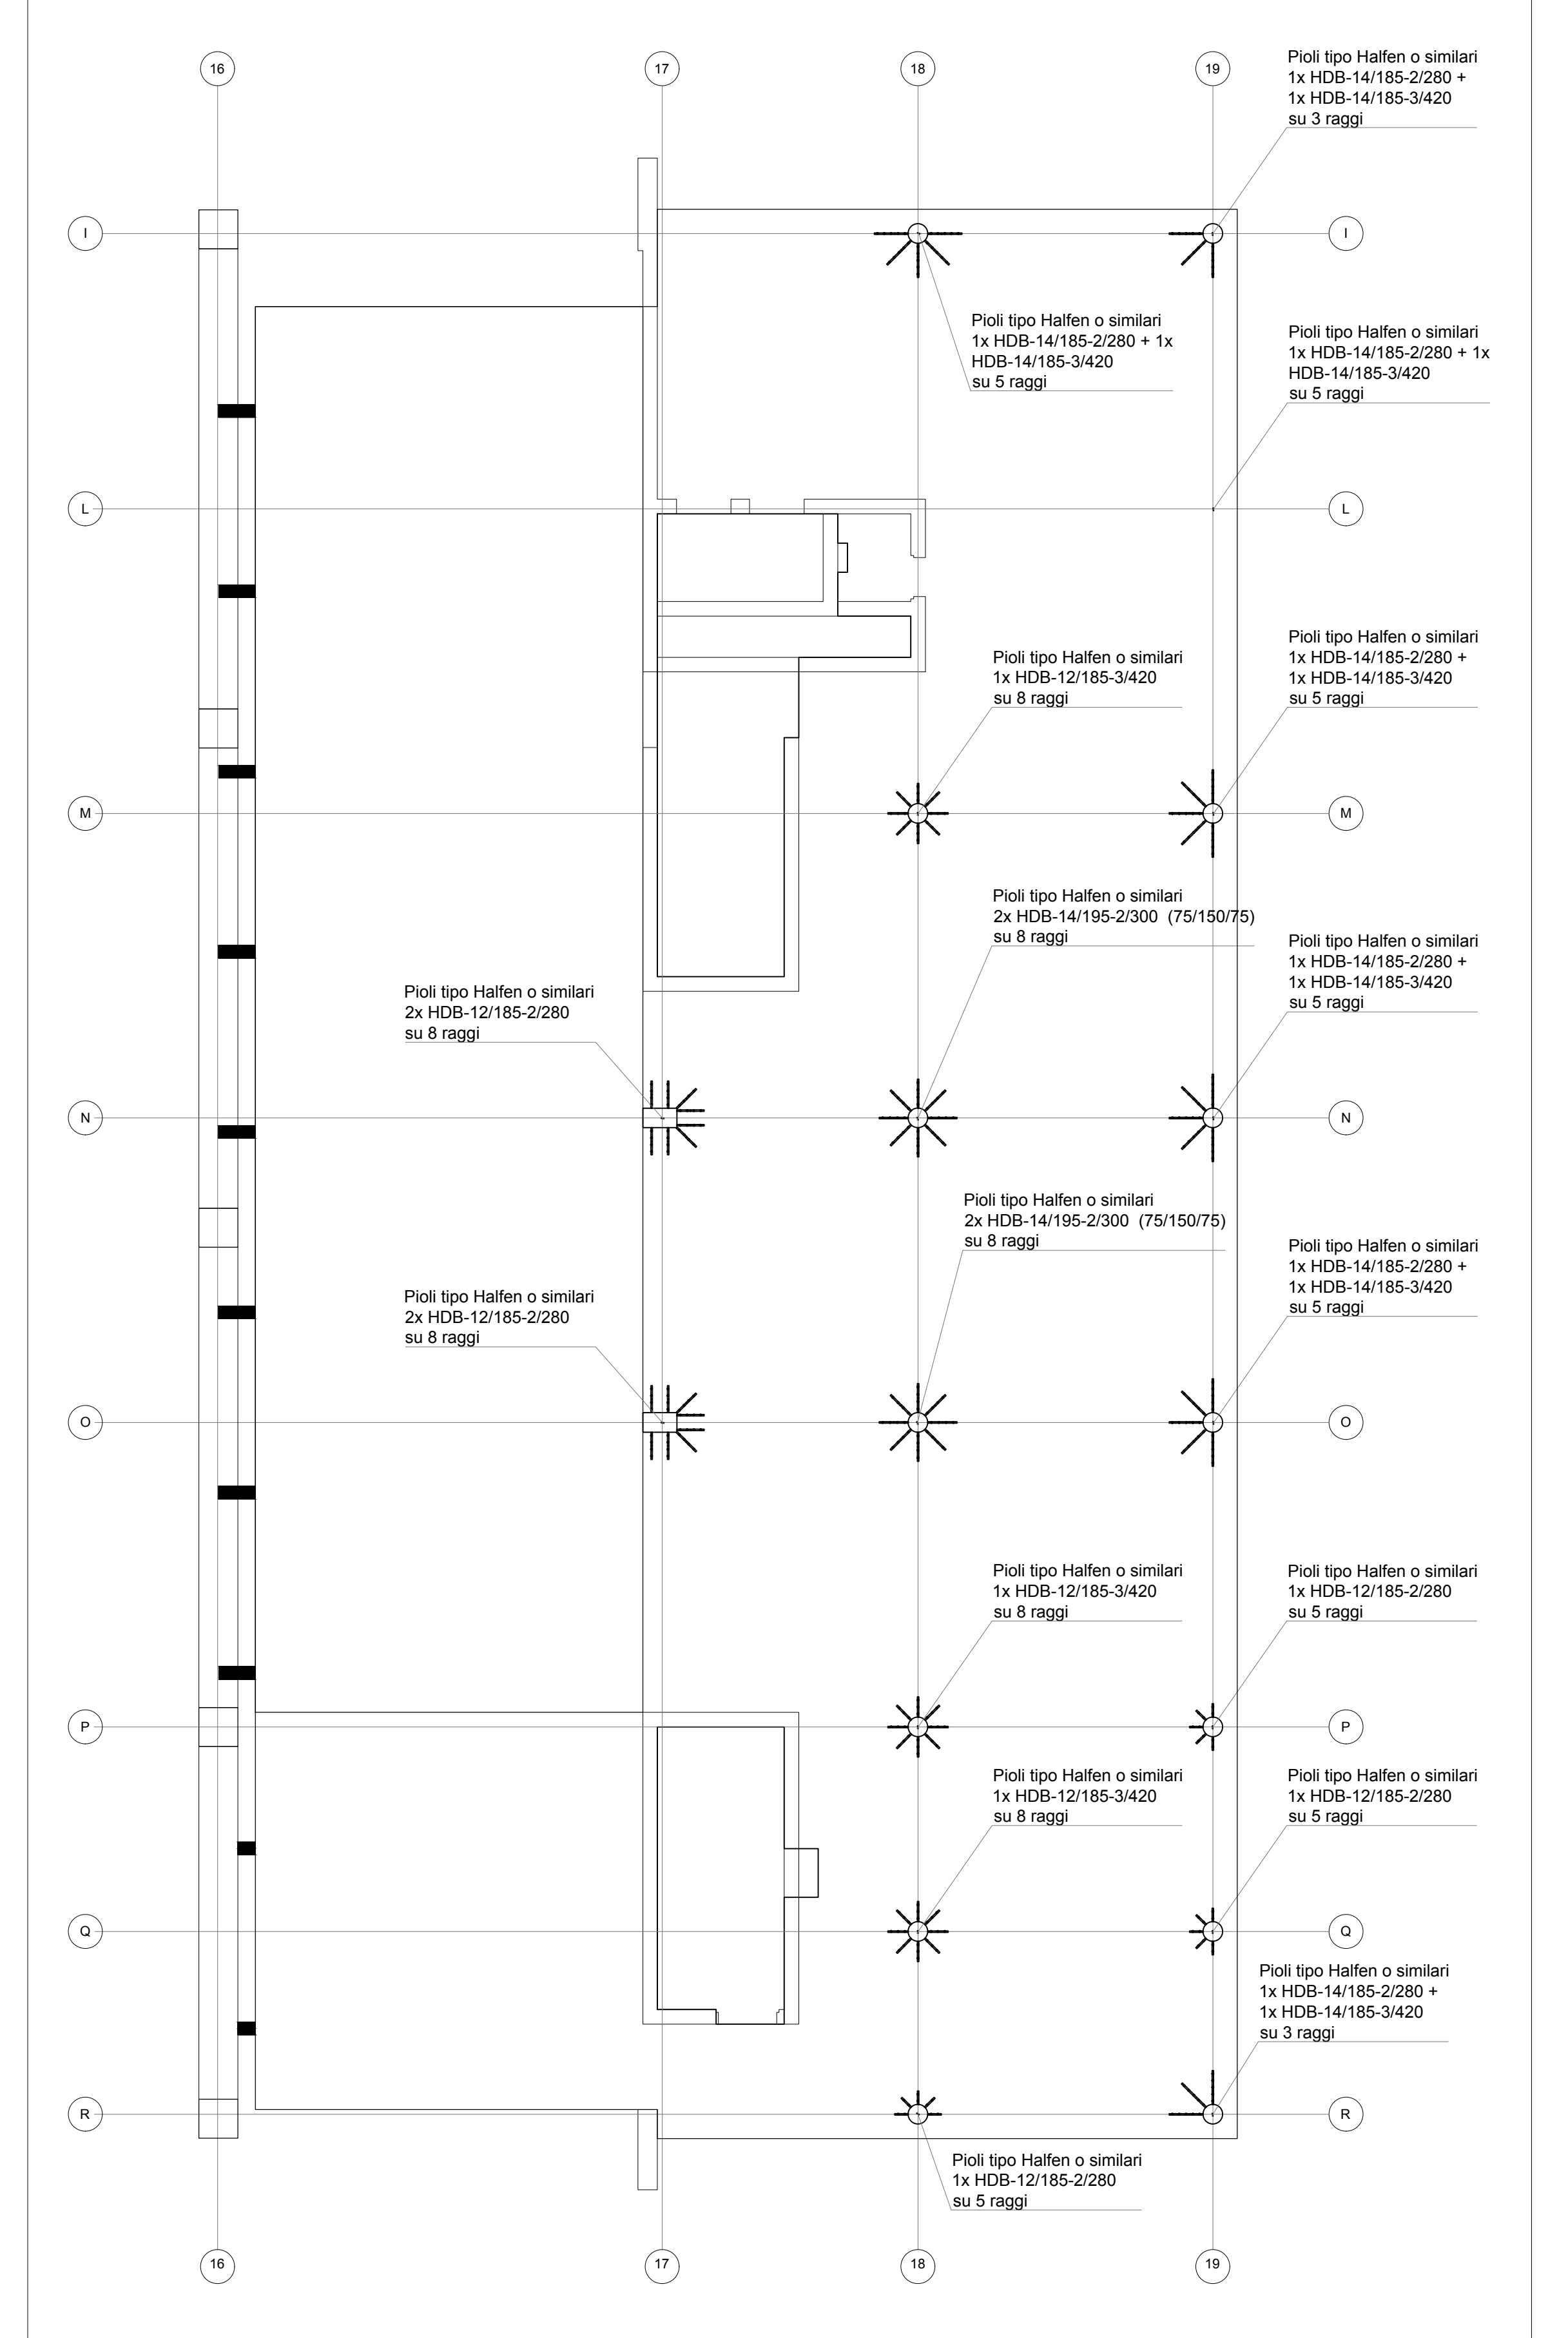 16
17
18
19
Pioli tipo Halfen o similari
1x HDB-14/185-2/280 +
1x HDB-14/185-3/420
su 3 raggi
I
I
Pioli tipo Halfen o similari
1x HDB-14/185-2/280 + 1x
HDB-14/185-3/420
su 5 raggi
Pioli tipo Halfen o similari
1x HDB-14/185-2/280 + 1x
HDB-14/185-3/420
su 5 raggi
L
L
Pioli tipo Halfen o similari
1x HDB-12/185-3/420
su 8 raggi
Pioli tipo Halfen o similari
1x HDB-14/185-2/280 +
1x HDB-14/185-3/420
su 5 raggi
M
M
Pioli tipo Halfen o similari
2x HDB-14/195-2/300 (75/150/75)
su 8 raggi
Pioli tipo Halfen o similari
1x HDB-14/185-2/280 +
1x HDB-14/185-3/420
su 5 raggi
Pioli tipo Halfen o similari
2x HDB-12/185-2/280
su 8 raggi
N
N
Pioli tipo Halfen o similari
2x HDB-14/195-2/300 (75/150/75)
su 8 raggi
Pioli tipo Halfen o similari
1x HDB-14/185-2/280 +
1x HDB-14/185-3/420
su 5 raggi
Pioli tipo Halfen o similari
2x HDB-12/185-2/280
su 8 raggi
O
O
Pioli tipo Halfen o similari
1x HDB-12/185-3/420
su 8 raggi
Pioli tipo Halfen o similari
1x HDB-12/185-2/280
su 5 raggi
P
P
Pioli tipo Halfen o similari
1x HDB-12/185-3/420
su 8 raggi
Pioli tipo Halfen o similari
1x HDB-12/185-2/280
su 5 raggi
Q
Q
Pioli tipo Halfen o similari
1x HDB-14/185-2/280 +
1x HDB-14/185-3/420
su 3 raggi
R
R
Pioli tipo Halfen o similari
1x HDB-12/185-2/280
su 5 raggi
16
17
18
19